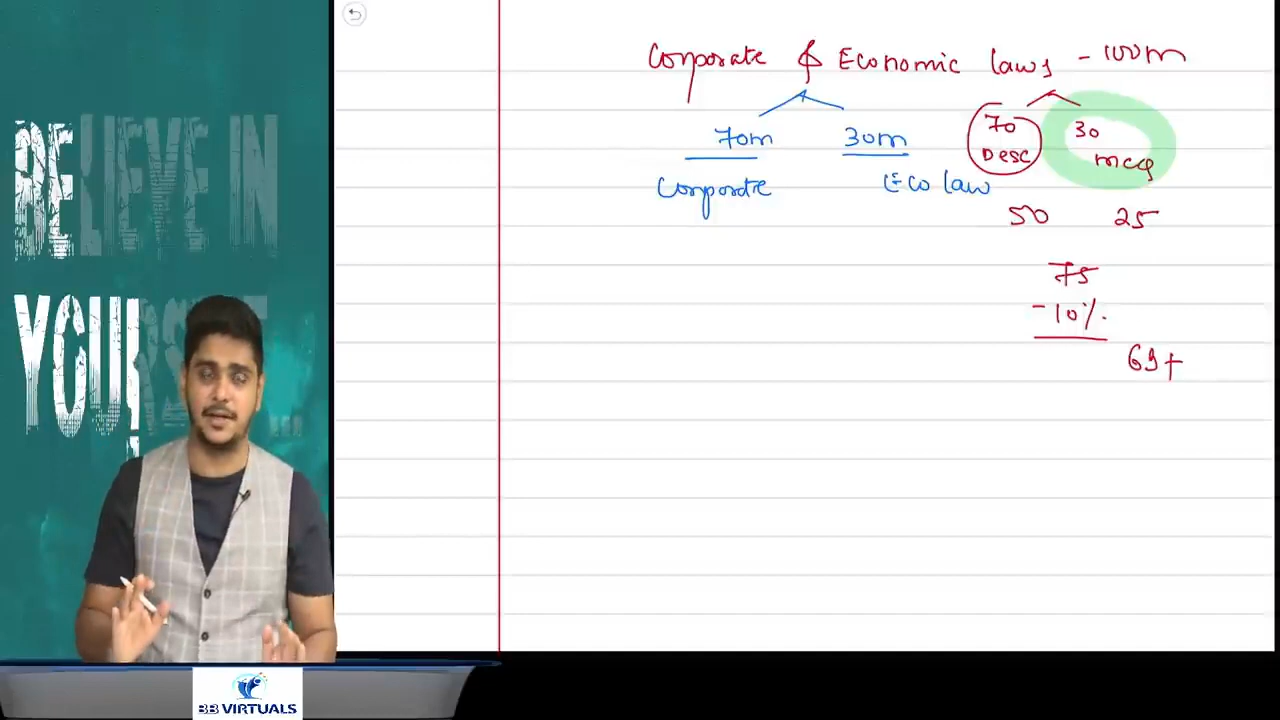 Corporate & Economic laws - 100m
70m 30m
70 30
Desc mcq
Corporate Eco law
50 25
75
-10%
69+
BELIEVE IN
YOUR
BB VIRTUALS